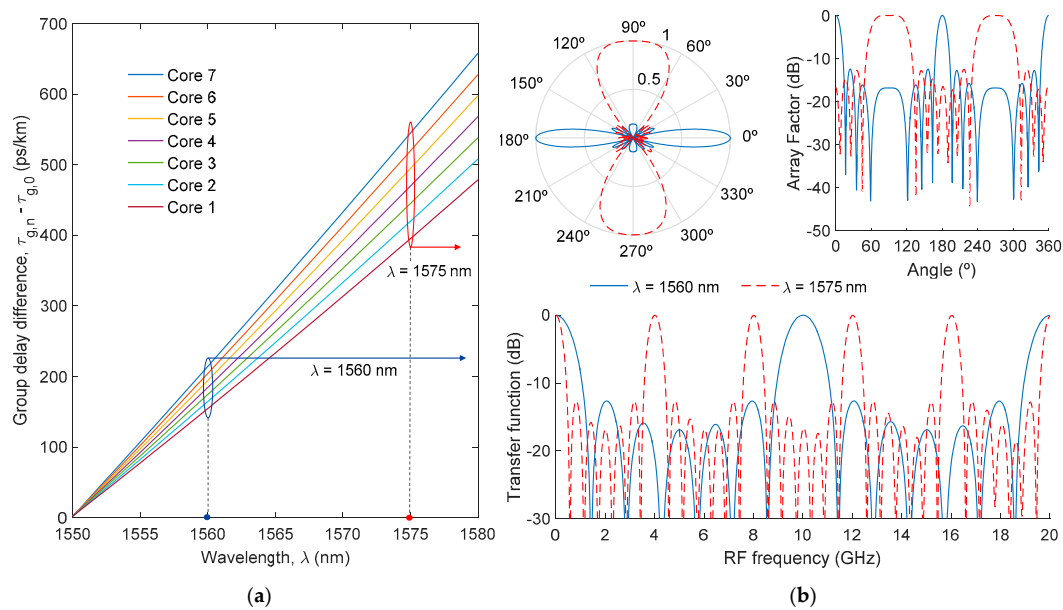 700
600
500
400
300
200
100
0
Group delay difference, τg,n - τg,0 (ps/km)
Core 7
Core 6
Core 5
Core 4
Core 3
Core 2
Core 1
λ = 1575 nm
λ = 1560 nm
1550 1555 1560 1565 1570 1575 1580
Wavelength, λ (nm)
(a)
90º
120º 1 60º
150º 0.5 30º
180º 0º
210º 330º
240º 300º
270º
0
-10
-20
-30
-40
-50
Array Factor (dB)
0 60 120 180 240 300 360
Angle (º)
λ = 1560 nm λ = 1575 nm
0
-10
-20
-30
Transfer function (dB)
0 2 4 6 8 10 12 14 16 18 20
RF frequency (GHz)
(b)